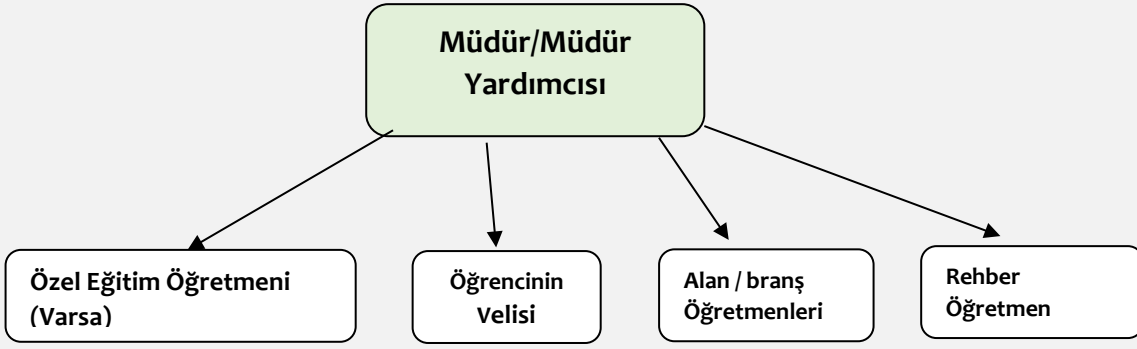 Müdür/Müdür
Yardımcısı
Özel Eğitim Öğretmeni
(Varsa)
Öğrencinin
Velisi
Alan / branş
Öğretmenleri
Rehber
Öğretmen